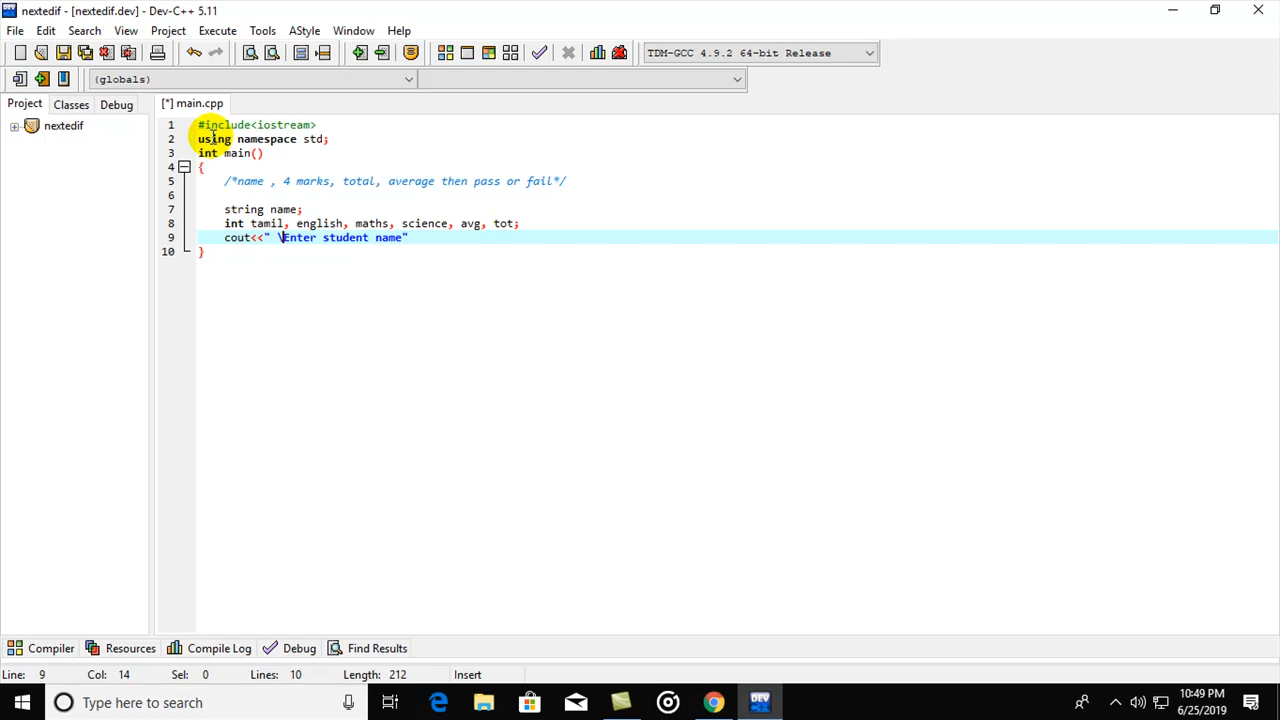 nextedif - [nextedif.dev] - Dev-C++ 5.11
File Edit Search View Project Execute Tools AStyle Window Help
TDM-GCC 4.9.2 64-bit Release
(globals)
Project Classes Debug [*] main.cpp
nextedif
1 #include<iostream>
2 using namespace std;
3 int main()
4 {
5 /*name , 4 marks, total, average then pass or fail*/
6
7 string name;
8 int tamil, english, maths, science, avg, tot;
9 cout<<" \Enter student name"
10 }
Compiler Resources Compile Log Debug Find Results
Line: 9 Col: 14 Sel: 0 Lines: 10 Length: 212 Insert
Type here to search DEV 10:49 PM
6/25/2019